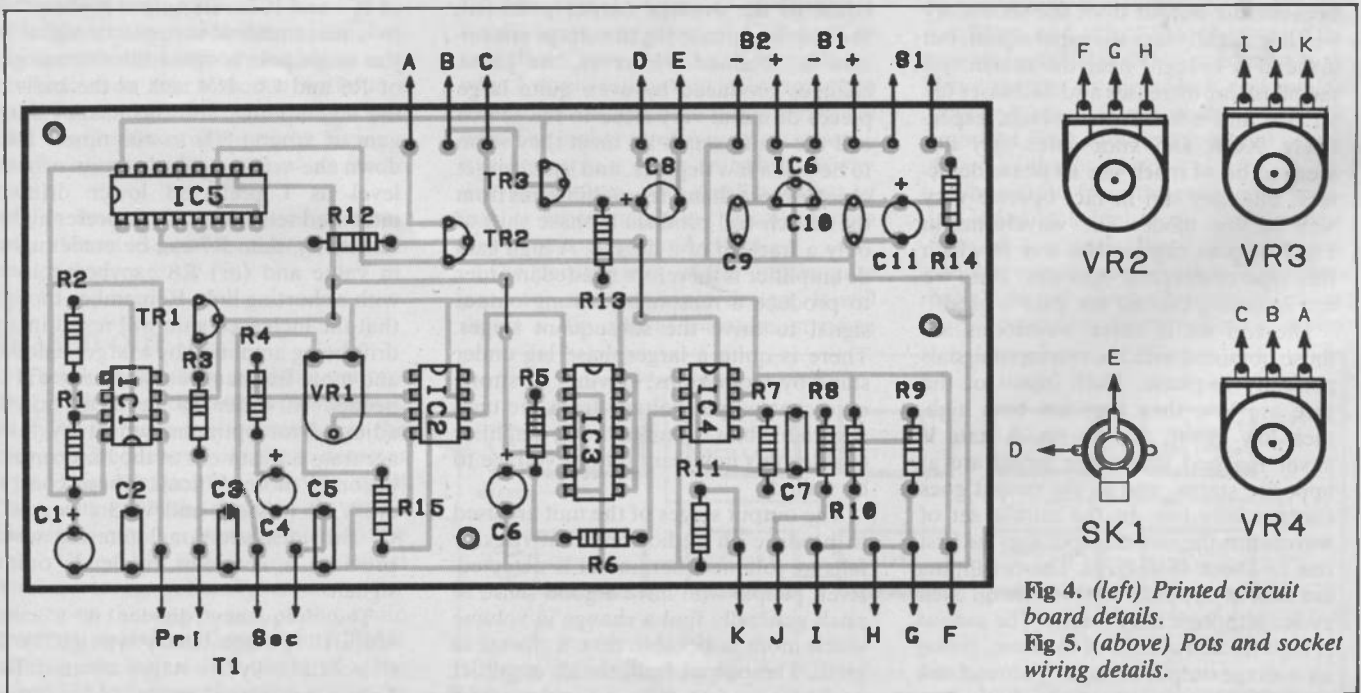 A B C D E B2 - + B1 - + S1
F G H
I J K
IC5
R12
TR3
TR2
+ C8
IC6
C10
C9
+
C11
R14
VR2
VR3
R2
TR1
R3
R4
VR1
R1
IC1
IC2
R5
IC3
R13
IC4
R7
R8
R9
C B A
E
D
C1
C2
C3
C5
+
C4
R15
+
C6
R6
R11
C7
R10
SK1
VR4
Pri Sec
T1
K J I H G F
Fig 4. (left) Printed circuit
board details.
Fig 5. (above) Pots and socket
wiring details.